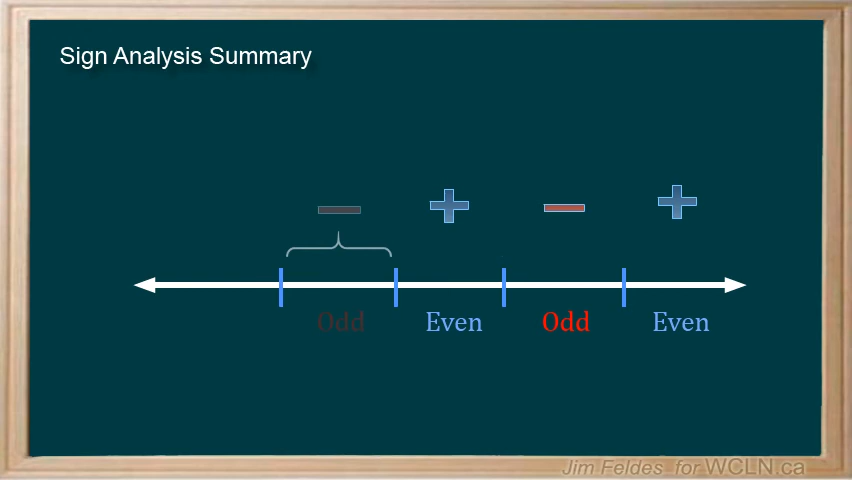 Sign Analysis Summary
Odd Even Odd Even
Jim Feldes for WCLN.ca